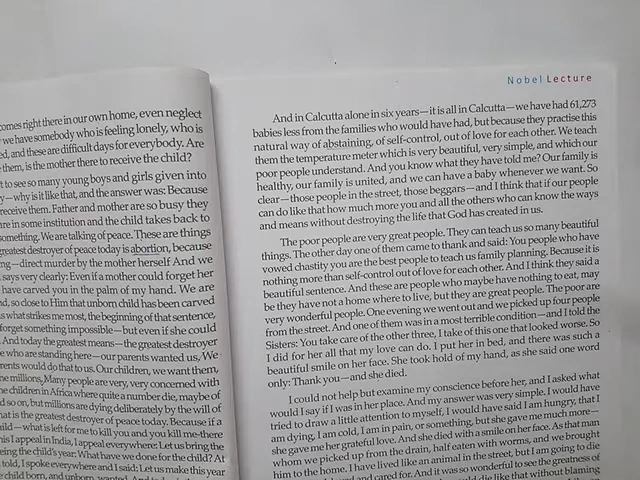 comes right there in our own home, even neglect
we have somebody who is feeling lonely, who is
ed, and these are difficult days for everybody. Are
them, is the mother there to receive the child?
t to see so many young boys and girls given into
y—why is it like that, and the answer was: Because
receive them. Father and mother are so busy they
are in some institution and the child takes back to
something. We are talking of peace. These are things
greatest destroyer of peace today is abortion, because
ng—direct murder by the mother herself And we
says very clearly: Even if a mother could forget her
have carved you in the palm of my hand. We are
nd, so close to Him that unborn child has been carved
s what strikes me most, the beginning of that sentence,
forget something impossible—but even if she could
And today the greatest means—the greatest destroyer
e who are standing here—our parents wanted us, We
rents would do that to us. Our children, we want them,
he millions, Many people are very, very concerned with
he children in Africa where quite a number die, maybe of
d so on, but millions are dying deliberately by the will of
hat is the greatest destroyer of peace today. Because if a
ild—what is left for me to kill you and you kill me-there
his I appeal in India, I appeal everywhere: Let us bring the
eing the child's year: What have we done for the child? At
told, I spoke everywhere and I said: Let us make this year
Nobel Lecture
And in Calcutta alone in six years—it is all in Calcutta—we have had 61,273
babies less from the families who would have had, but because they practise this
natural way of abstaining, of self-control, out of love for each other. We teach
them the temperature meter which is very beautiful, very simple, and which our
poor people understand. And you know what they have told me? Our family is
healthy, our family is united, and we can have a baby whenever we want. So
clear—those people in the street, those beggars—and I think that if our people
can do like that how much more you and all the others who can know the ways
and means without destroying the life that God has created in us.
The poor people are very great people. They can teach us so many beautiful
things. The other day one of them came to thank and said: You people who have
vowed chastity you are the best people to teach us family planning. Because it is
nothing more than self-control out of love for each other. And I think they said a
beautiful sentence. And these are people who maybe have nothing to eat, may
be they have not a home where to live, but they are great people. The poor are
very wonderful people. One evening we went out and we picked up four people
from the street. And one of them was in a most terrible condition—and I told the
Sisters: You take care of the other three, I take of this one that looked worse. So
I did for her all that my love can do. I put her in bed, and there was such a
beautiful smile on her face. She took hold of my hand, as she said one word
only: Thank you—and she died.
I could not help but examine my conscience before her, and I asked what
would I say if I was in her place. And my answer was very simple. I would have
tried to draw a little attention to myself, I would have said I am hungry, that I
am dying, I am cold, I am in pain, or something, but she gave me much more—
she gave me her grateful love. And she died with a smile on her face. As that man
whom we picked up from the drain, half eaten with worms, and we brought
him to the home. I have lived like an animal in the street, but I am going to die
and cared for. And it was so wonderful to see the greatness of
could die like that without blaming